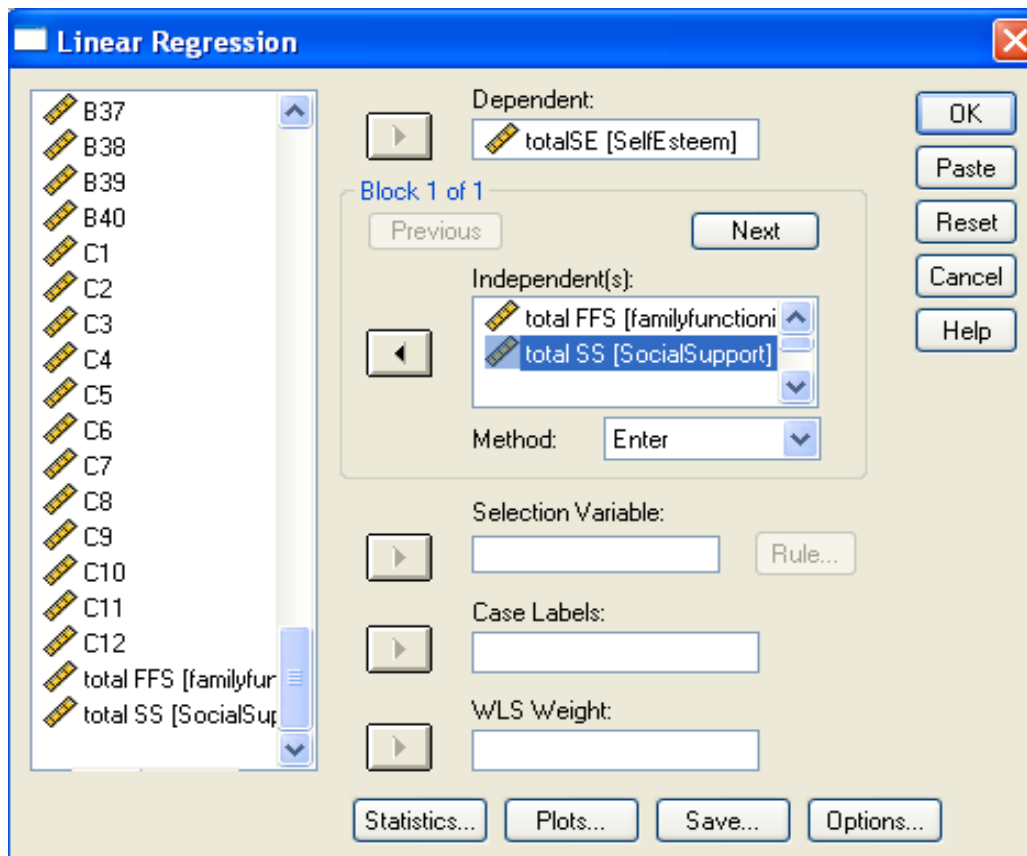 Linear Regression
B37
B38
B39
B40
C1
C2
C3
C4
C5
C6
C7
C8
C9
C10
C11
C12
total FFS [familyfur
total SS [SocialSup
Dependent:
totalSE [SelfEsteem]
Block 1 of 1
Previous
Next
Independent(s):
total FFS [familyfunctioni
total SS [SocialSupport]
Method:
Enter
Selection Variable:
Rule...
Case Labels:
WLS Weight:
Statistics...
Plots...
Save...
Options...
OK
Paste
Reset
Cancel
Help